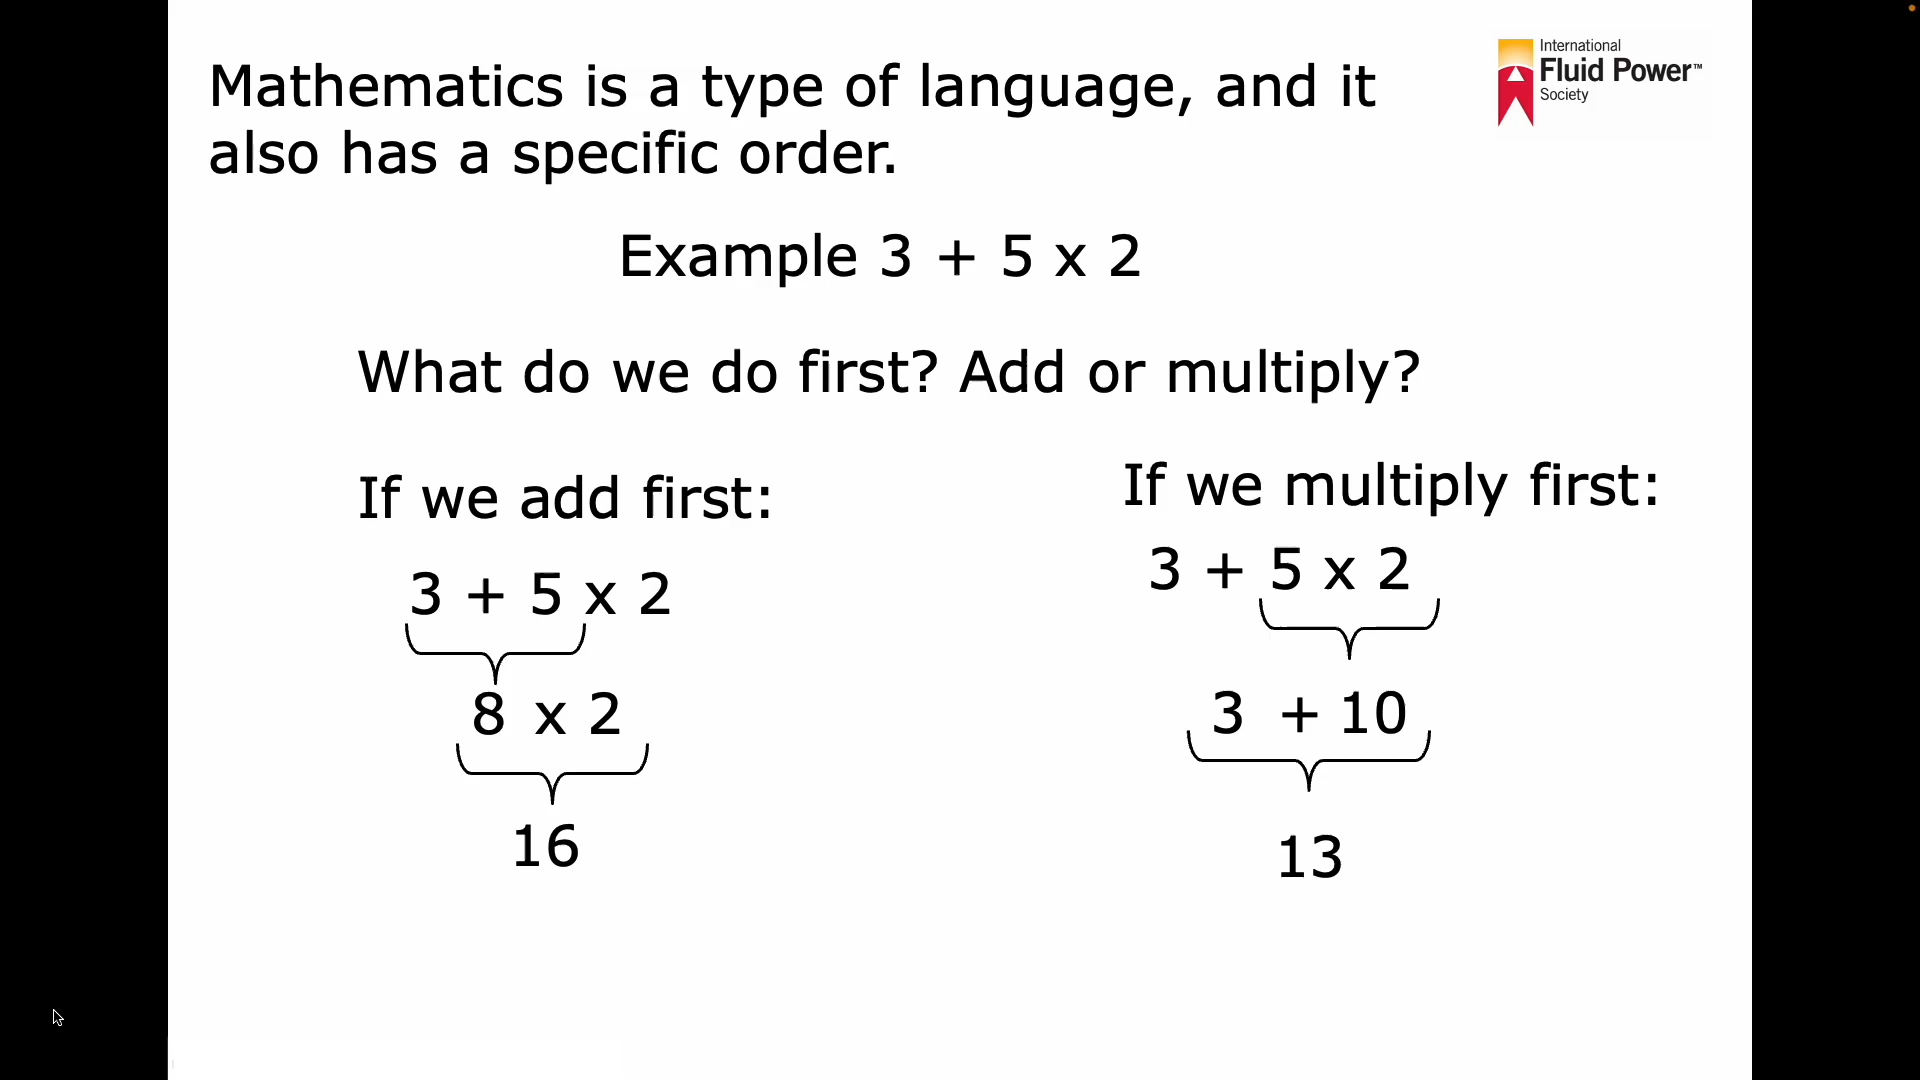 Mathematics is a type of language, and it
also has a specific order.
International
Fluid Power™
Society
Example 3 + 5 x 2
What do we do first? Add or multiply?
If we add first:
3 + 5 x 2
8 x 2
16
If we multiply first:
3 + 5 x 2
3 + 10
13